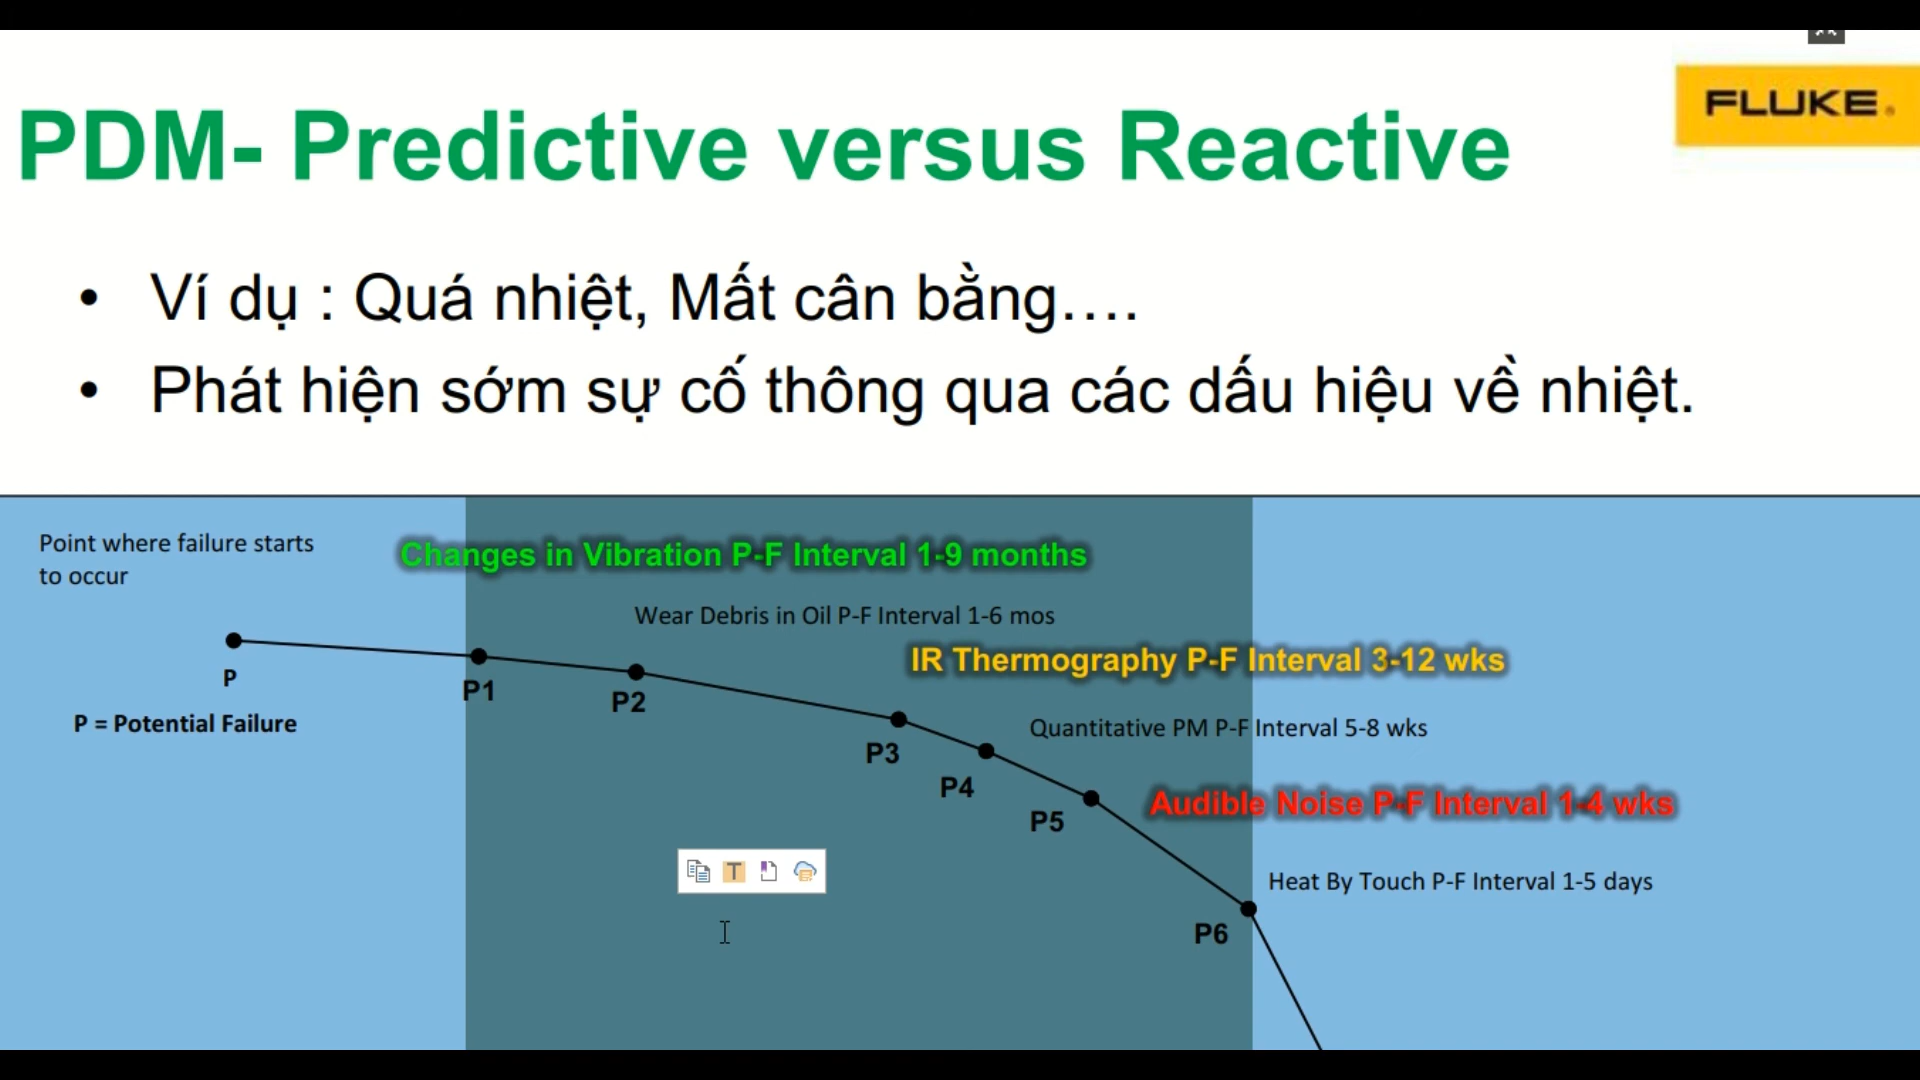 FLUKE®
PDM- Predictive versus Reactive
• Ví dụ : Quá nhiệt, Mất cân bằng….
• Phát hiện sớm sự cố thông qua các dấu hiệu về nhiệt.
Point where failure starts
to occur
Changes in Vibration P-F Interval 1-9 months
Wear Debris in Oil P-F Interval 1-6 mos
IR Thermography P-F Interval 3-12 wks
P
P1
P2
P = Potential Failure
Quantitative PM P-F Interval 5-8 wks
P3
P4
Audible Noise P-F Interval 1-4 wks
P5
T
Heat By Touch P-F Interval 1-5 days
P6